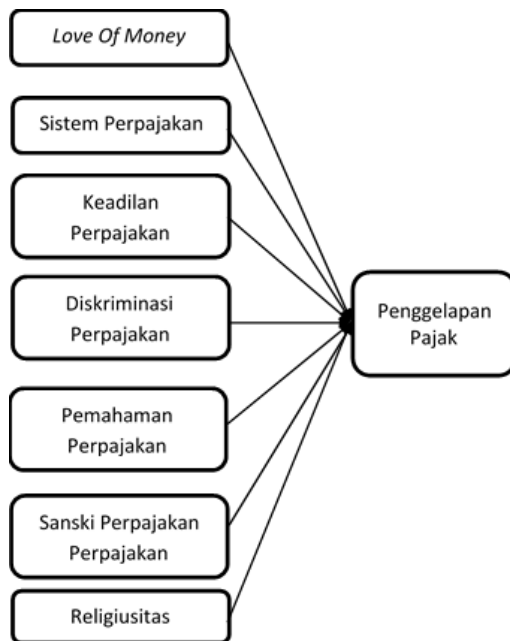 Love Of Money
Sistem Perpajakan
Keadilan
Perpajakan
Diskriminasi
Perpajakan
Penggelapan
Pajak
Pemahaman
Perpajakan
Sanski Perpajakan
Perpajakan
Religiusitas